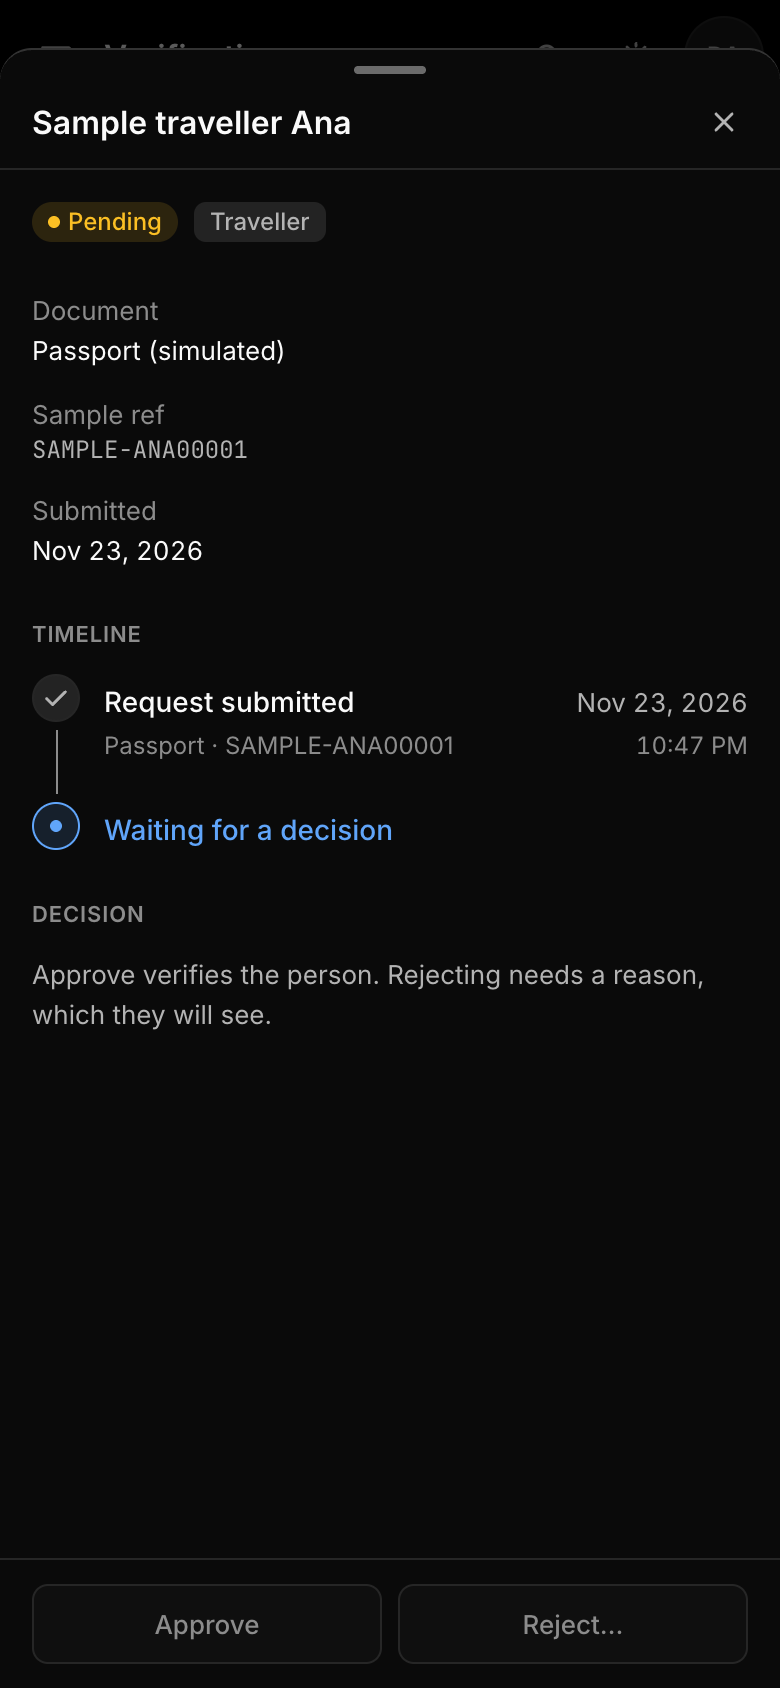 Sample traveller Ana
Pending
Traveller
Document
Passport (simulated)
Sample ref
SAMPLE-ANA00001
Submitted
Nov 23, 2026
TIMELINE
Request submitted
Nov 23, 2026
Passport · SAMPLE-ANA00001
10:47 PM
Waiting for a decision
DECISION
Approve verifies the person. Rejecting needs a reason,
which they will see.
Approve
Reject...